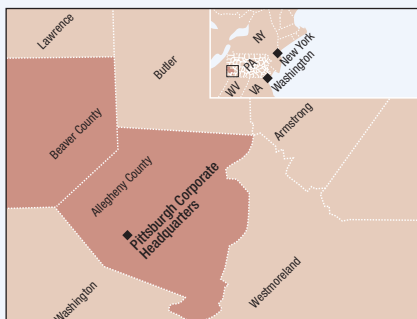 Lawrence
Butler
NY
PA
New York
Washington
WV
VA
Beaver County
Armstrong
Allegheny County
Pittsburgh Corporate
Headquarters
Westmoreland
Washington